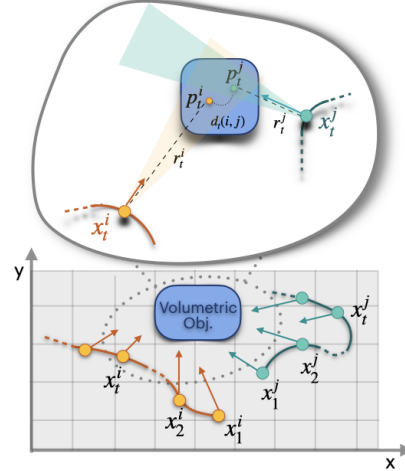 p_t^j
p_t^i
d_t(i, j)
r_t^i
r_t^j
x_t^j
x_t^i
y
Volumetric
Obj.
x_t^j
x_t^i
x_2^j
x_1^j
x_2^i
x_1^i
x